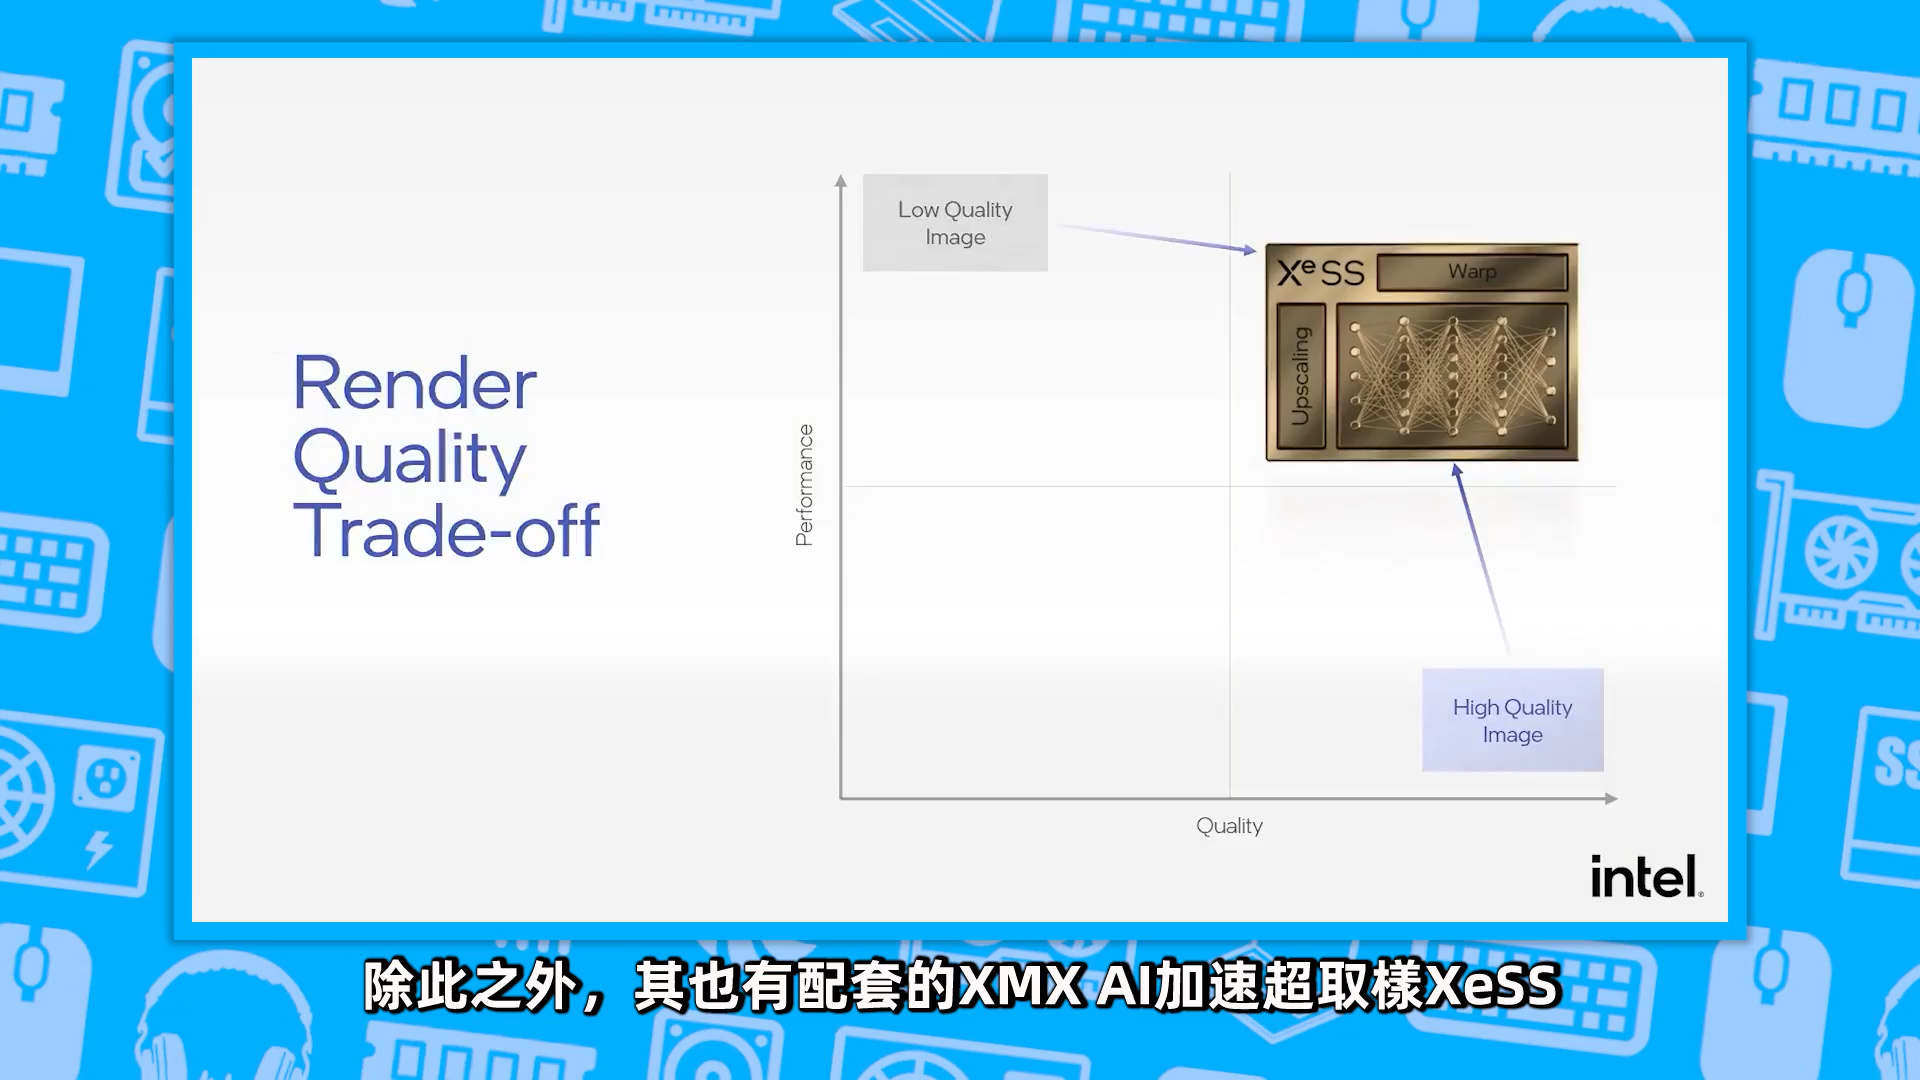 Render
Quality
Trade-off
Performance
Low Quality
Image
XeSS
Warp
Upscaling
High Quality
Image
Quality
intel
SS
除此之外，其也有配套的XMX AI加速超取樣XeSS